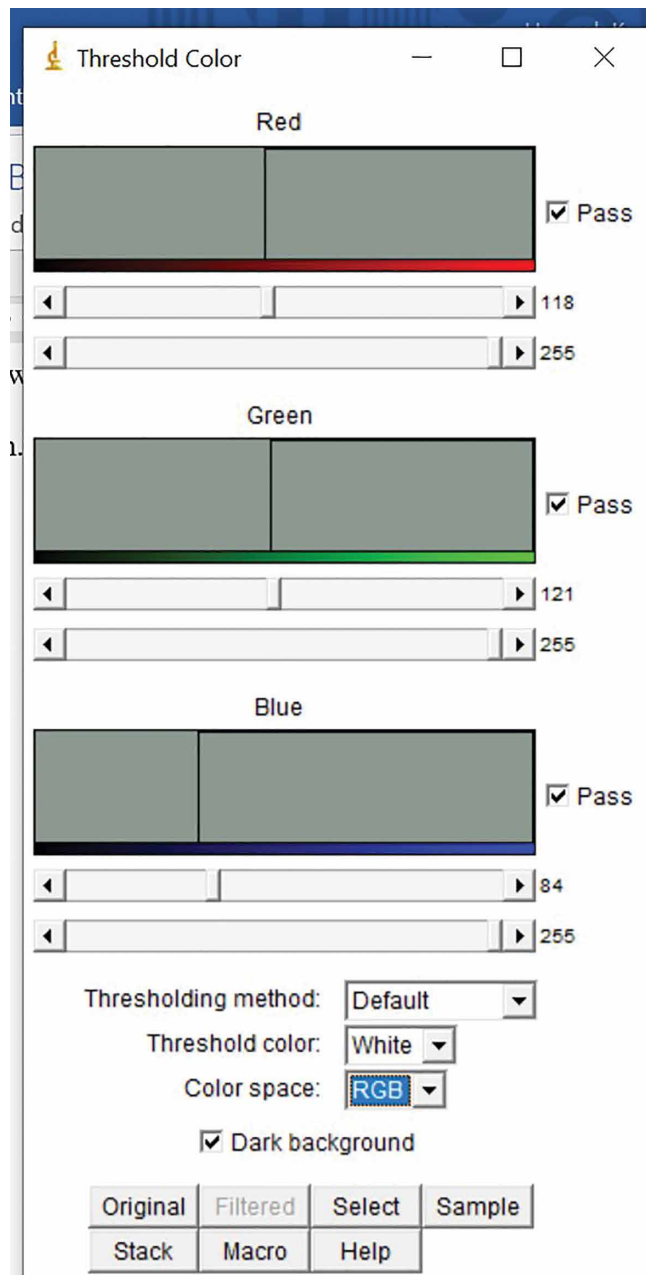 Threshold Color
Red
Pass
118
255
Green
Pass
121
255
Blue
Pass
84
255
Thresholding method: Default
Threshold color: White
Color space: RGB
Dark background
Original Filtered Select Sample
Stack Macro Help